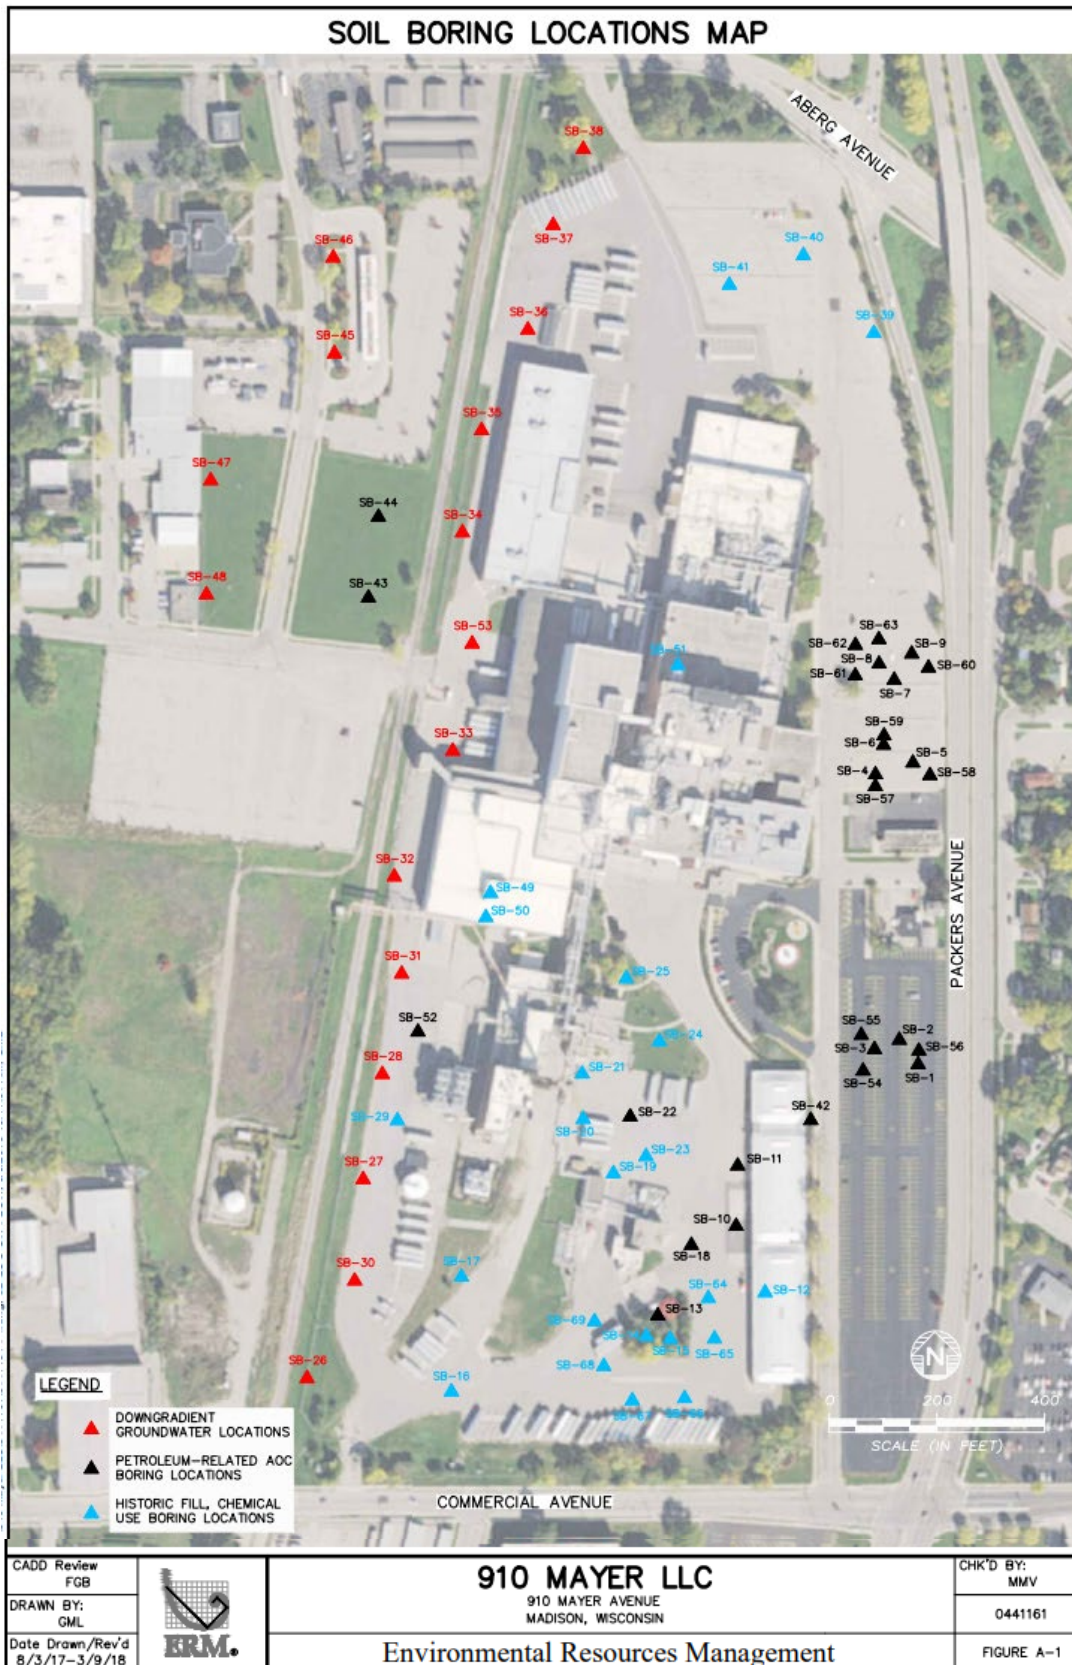 SOIL BORING LOCATIONS MAP
ABERG AVENUE
SB-38
SB-37
SB-46
SB-40
SB-41
SB-39
SB-36
SB-45
SB-35
SB-47
SB-44
SB-34
SB-48
SB-43
SB-53
SB-51
SB-63
SB-62
SB-9
SB-8
SB-60
SB-61
SB-7
SB-33
SB-59
SB-6
SB-5
SB-4
SB-58
SB-57
PACKERS AVENUE
SB-32
SB-49
SB-50
SB-31
SB-25
SB-52
SB-24
SB-55
SB-2
SB-3
SB-56
SB-1
SB-54
SB-28
SB-21
SB-29
SB-20
SB-22
SB-42
SB-23
SB-11
SB-27
SB-19
SB-10
SB-18
SB-30
SB-17
SB-64
SB-12
SB-13
SB-69
SB-15
SB-65
SB-68
SB-26
SB-16
N
0 200 400
SCALE (IN FEET)
LEGEND
DOWNGRADIENT
GROUNDWATER LOCATIONS
PETROLEUM-RELATED AOC
BORING LOCATIONS
HISTORIC FILL, CHEMICAL
USE BORING LOCATIONS
COMMERCIAL AVENUE
CADD Review
FGB
DRAWN BY:
GML
Date Drawn/Rev'd
8/3/17-3/9/18
ERM.
910 MAYER LLC
910 MAYER AVENUE
MADISON, WISCONSIN
Environmental Resources Management
CHK'D BY:
MMV
0441161
FIGURE A-1